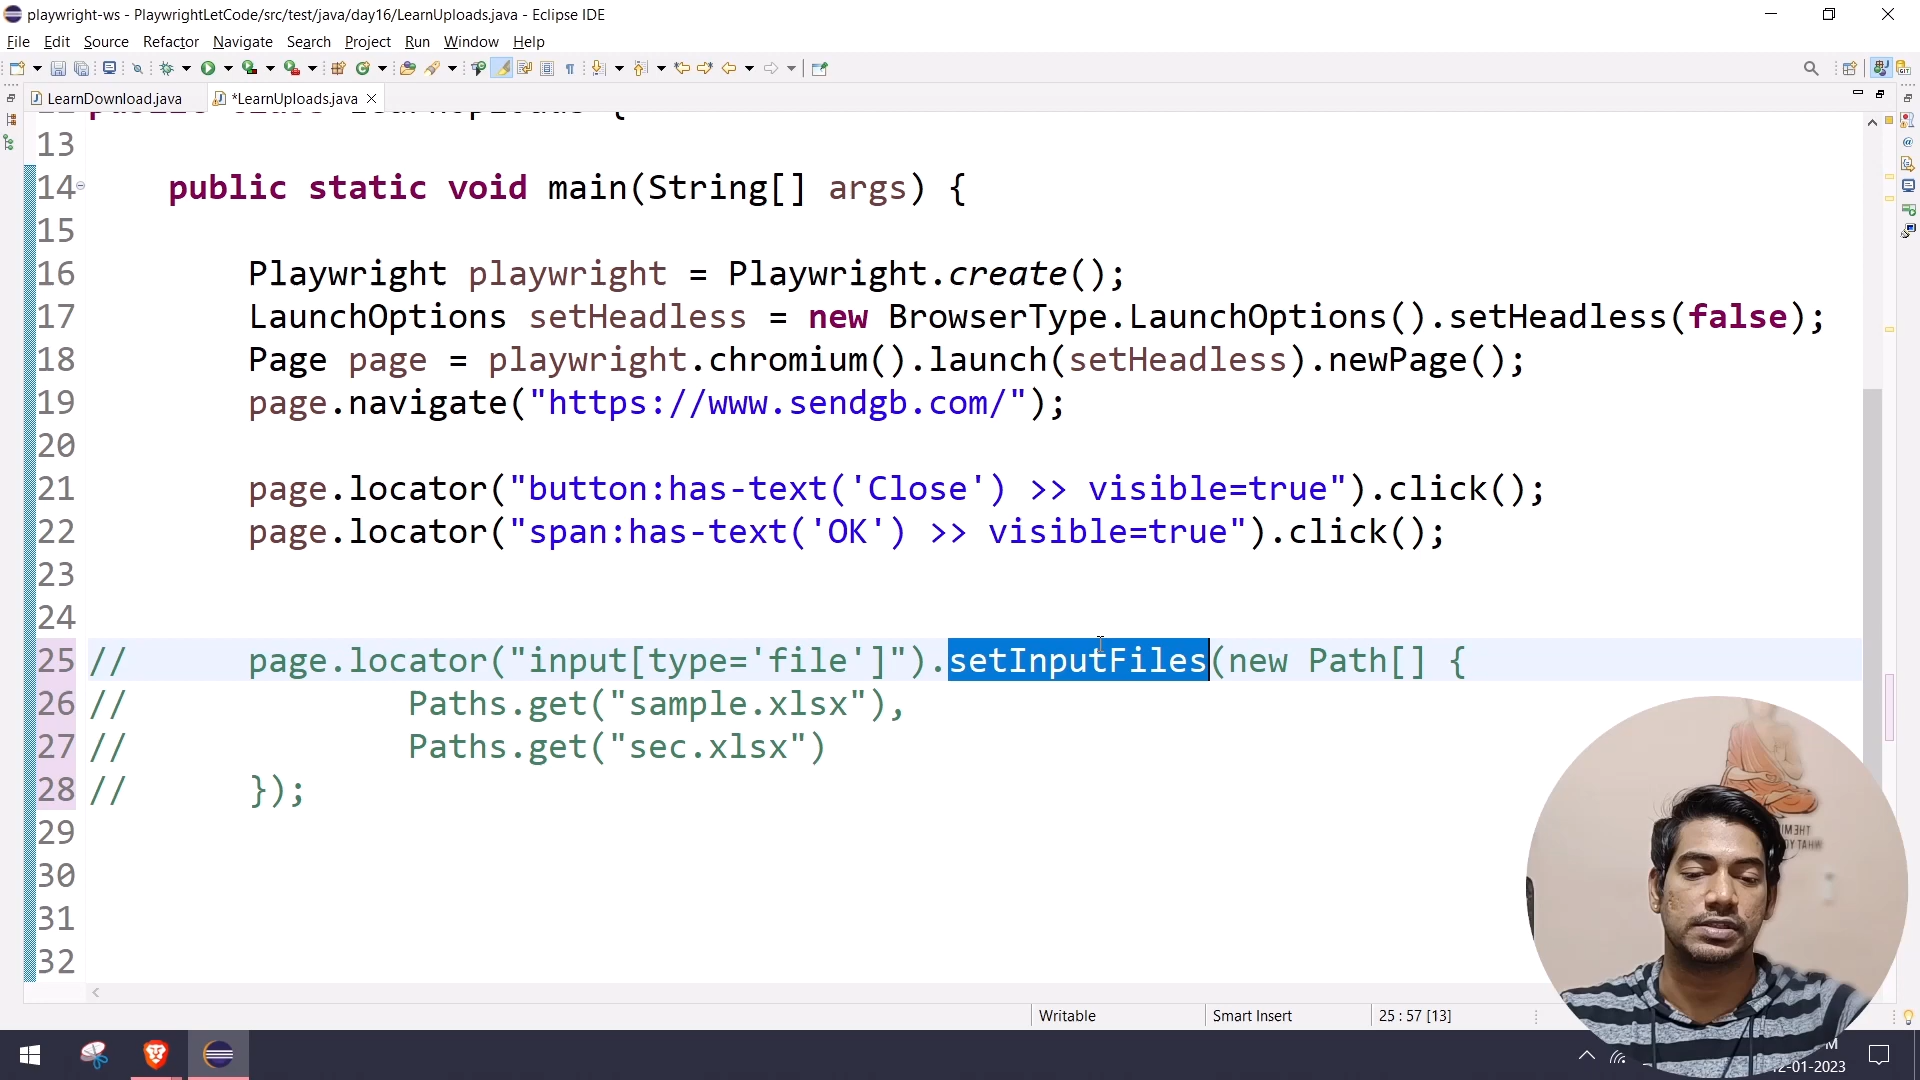 playwright-ws - PlaywrightLetCode/src/test/java/day16/LearnUploads.java - Eclipse IDE
File Edit Source Refactor Navigate Search Project Run Window Help
LearnDownload.java *LearnUploads.java
13
14 public static void main(String[] args) {
15
16 Playwright playwright = Playwright.create();
17 LaunchOptions setHeadless = new BrowserType.LaunchOptions().setHeadless(false);
18 Page page = playwright.chromium().launch(setHeadless).newPage();
19 page.navigate("https://www.sendgb.com/");
20
21 page.locator("button:has-text('Close') >> visible=true").click();
22 page.locator("span:has-text('OK') >> visible=true").click();
23
24
25 // page.locator("input[type='file']").setInputFiles(new Path[] {
26 // Paths.get("sample.xlsx"),
27 // Paths.get("sec.xlsx")
28 // });
29
30
31
32
Writable Smart Insert 25 : 57 [13]